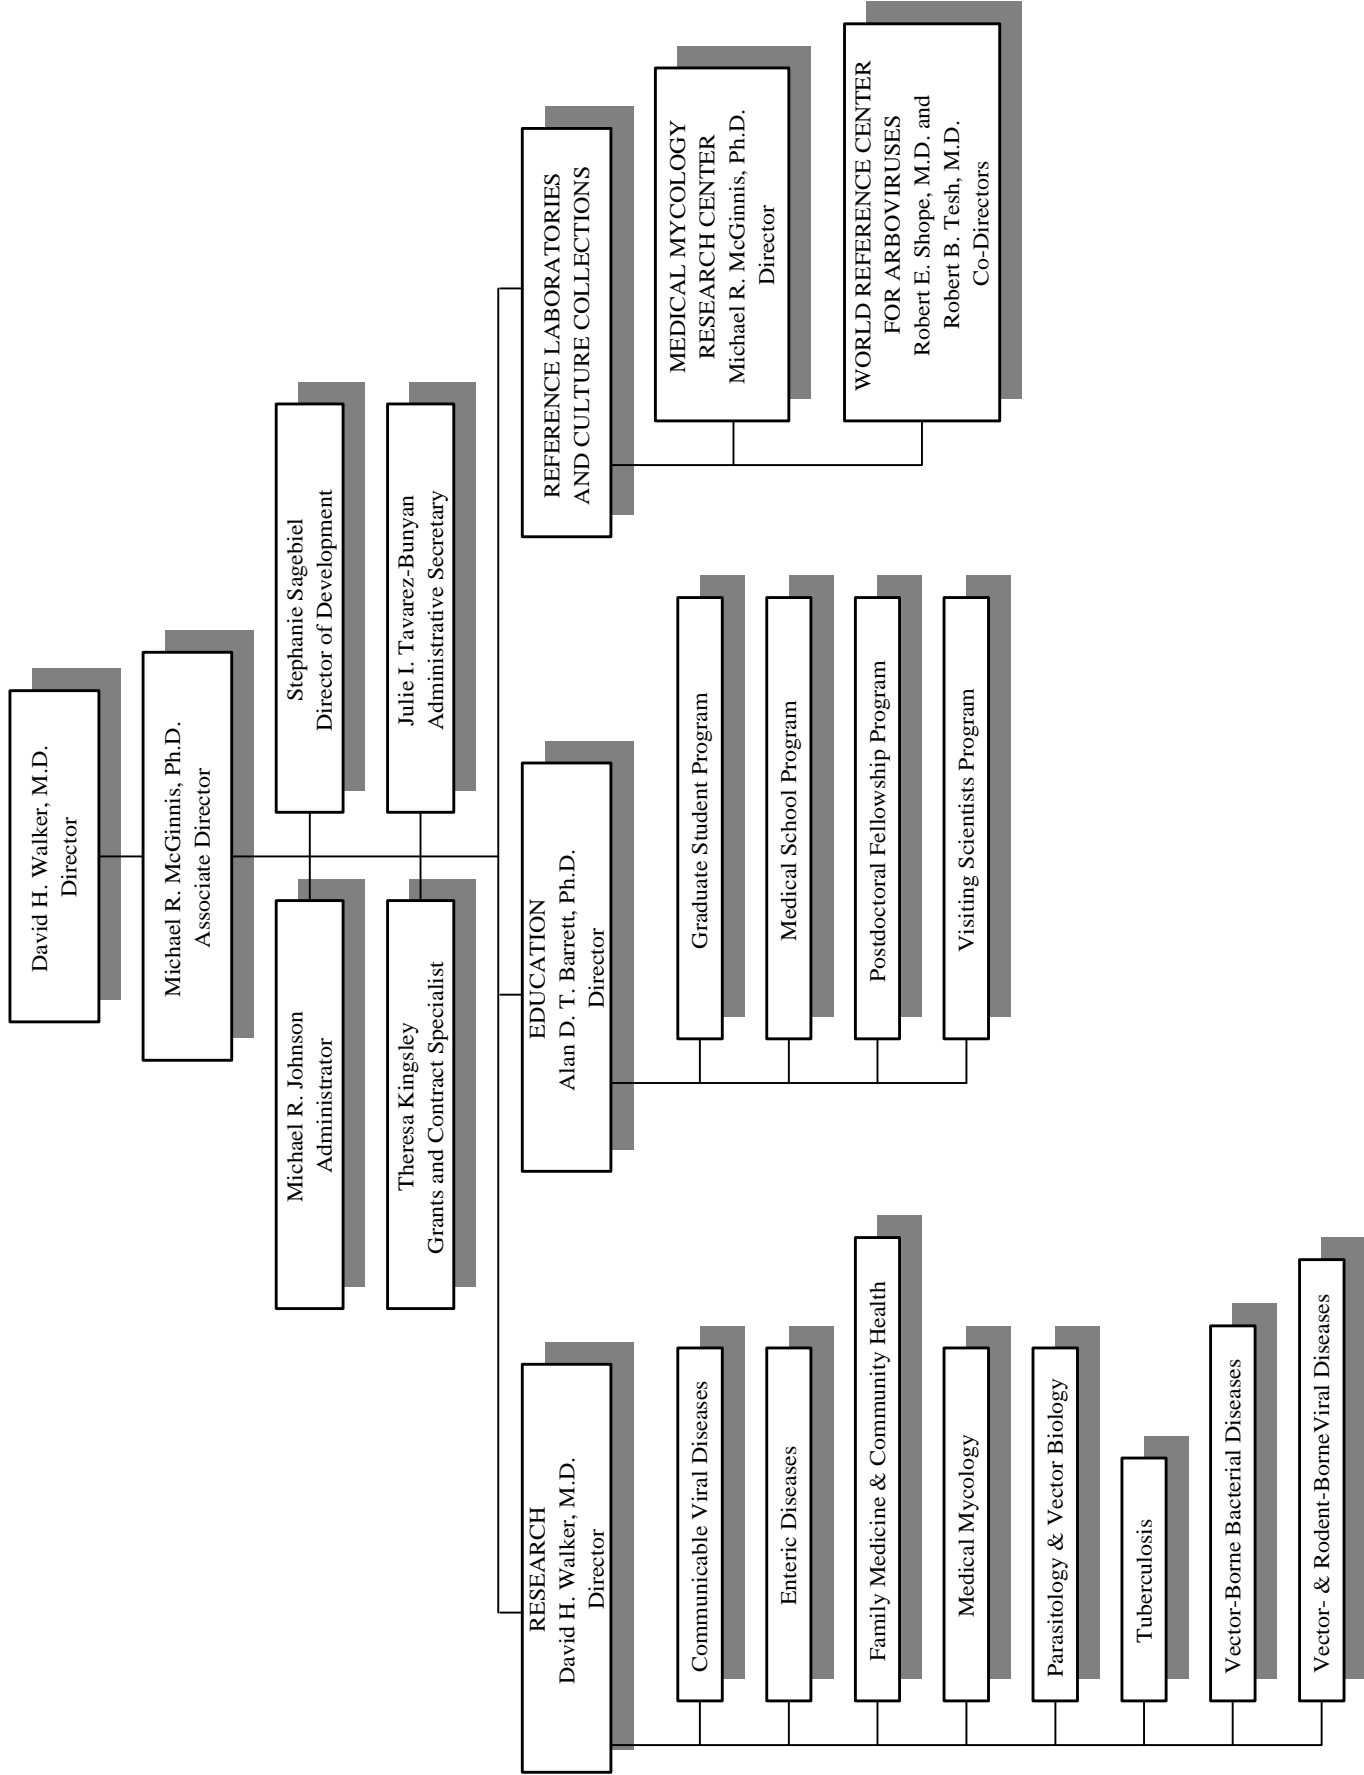 David H. Walker, M.D.
Director
Michael R. McGinnis, Ph.D.
Associate Director
Michael R. Johnson
Administrator
Stephanie Sagebiel
Director of Development
Theresa Kingsley
Grants and Contract Specialist
Julie I. Tavarez-Bunyan
Administrative Secretary
RESEARCH
David H. Walker, M.D.
Director
Communicable Viral Diseases
Enteric Diseases
Family Medicine & Community Health
Medical Mycology
Parasitology & Vector Biology
Tuberculosis
Vector-Borne Bacterial Diseases
Vector- & Rodent-BorneViral Diseases
EDUCATION
Alan D. T. Barrett, Ph.D.
Director
Graduate Student Program
Medical School Program
Postdoctoral Fellowship Program
Visiting Scientists Program
REFERENCE LABORATORIES
AND CULTURE COLLECTIONS
MEDICAL MYCOLOGY
RESEARCH CENTER
Michael R. McGinnis, Ph.D.
Director
WORLD REFERENCE CENTER
FOR ARBOVIRUSES
Robert E. Shope, M.D. and
Robert B. Tesh, M.D.
Co-Directors